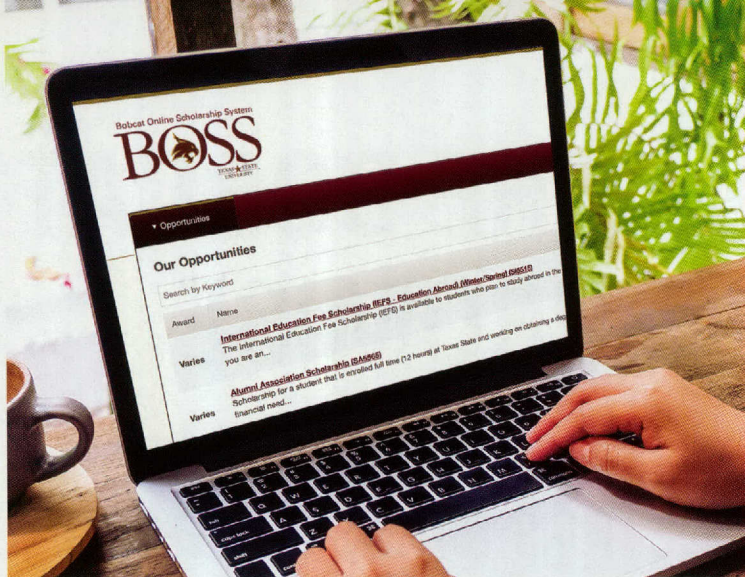 Bobcat Online Scholarship System
BOSS
TEXAS STATE
UNIVERSITY
▾ Opportunities
Our Opportunities
Search by Keyword
Award Name
International Education Fee Scholarship (IEFS - Education Abroad) (Winter/Spring)
Varies The International Education Fee Scholarship (IEFS) is available to students who plan to study abroad in the
you are an...
Alumni Association Scholarship
Varies Scholarship for a student that is enrolled full time (12 hours) at Texas State and working on obtaining a
financial need...
caps lock
shift